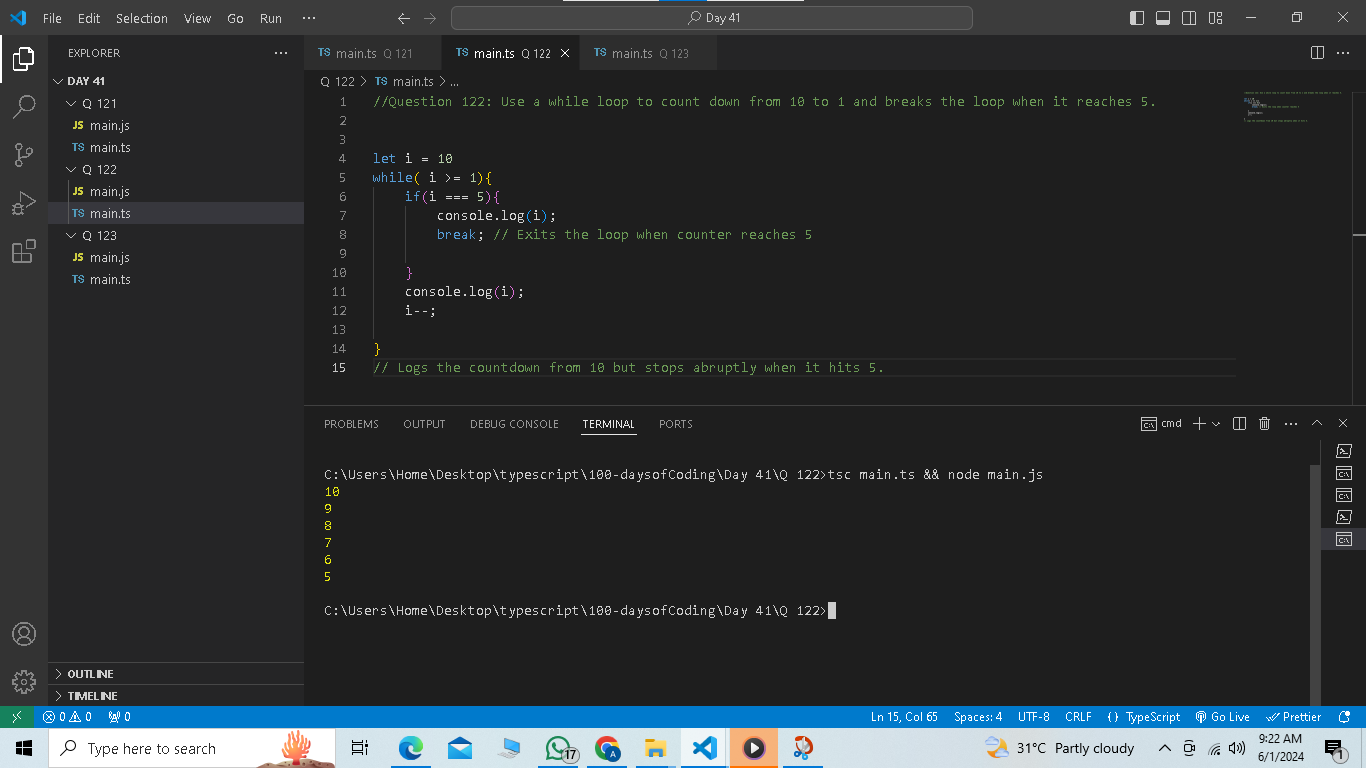 File Edit Selection View Go Run ···
Day 41
EXPLORER ···
DAY 41
Q 121
JS main.js
TS main.ts
Q 122
JS main.js
TS main.ts
Q 123
JS main.js
TS main.ts
OUTLINE
TIMELINE
TS main.ts Q 121
TS main.ts Q 122
TS main.ts Q 123
Q 122 > TS main.ts > ...
1 //Question 122: Use a while loop to count down from 10 to 1 and breaks the loop when it reaches 5.
2
3
4 let i = 10
5 while( i >= 1){
6 if(i === 5){
7 console.log(i);
8 break; // Exits the loop when counter reaches 5
9
10 }
11 console.log(i);
12 i--;
13
14 }
15 // Logs the countdown from 10 but stops abruptly when it hits 5.
PROBLEMS OUTPUT DEBUG CONSOLE TERMINAL PORTS
cmd
C:\Users\Home\Desktop\typescript\100-daysofCoding\Day 41\Q 122>tsc main.ts && node main.js
10
9
8
7
6
5
C:\Users\Home\Desktop\typescript\100-daysofCoding\Day 41\Q 122>
0 0 0
Ln 15, Col 65 Spaces: 4 UTF-8 CRLF {} TypeScript Go Live Prettier
Type here to search
17
A
31°C Partly cloudy
9:22 AM
6/1/2024
1